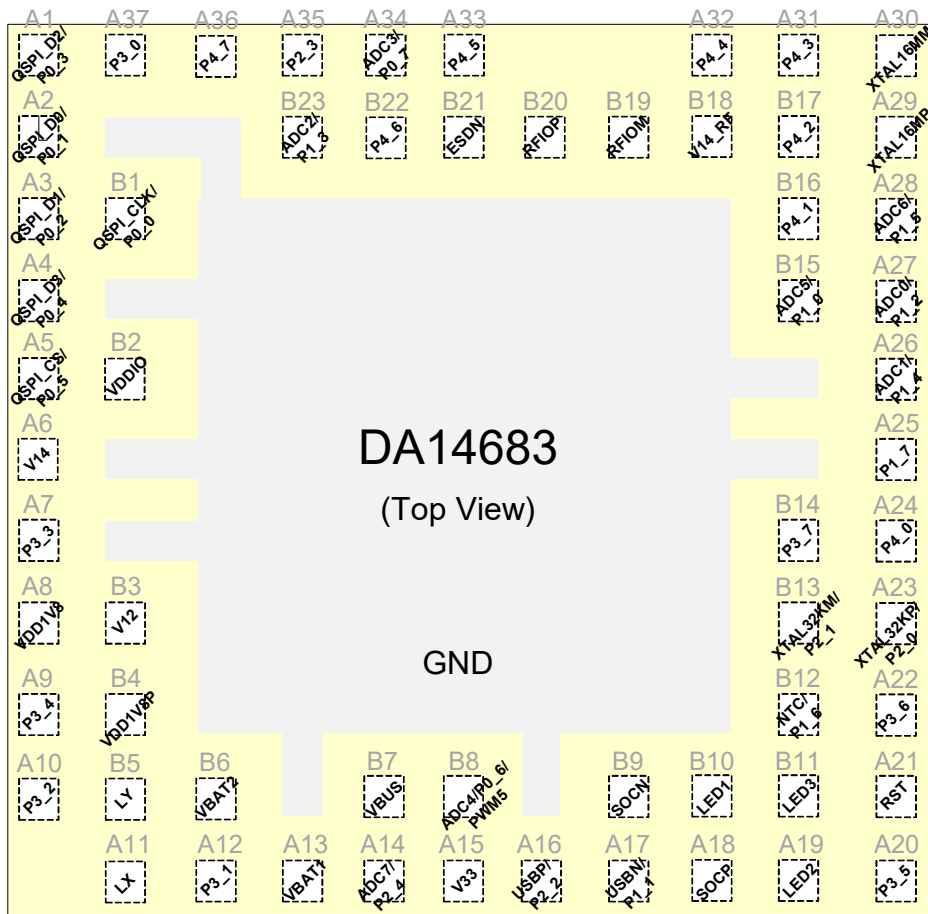 A1 A37 A36 A35 A34 A33 A32 A31 A30
QSPI_D2/
P0_3
P3_0
P4_7
P2_3
ADC3/
P0_7
P4_5
P4_4
P4_3
XTAL16MM
A2 B23 B22 B21 B20 B19 B18 B17 A29
QSPI_D0/
P0_1
ADC2/
P1_3
P4_6
ESDN
RFIOP
RFIOM
V14_RF
P4_2
XTAL16MP
A3 B1 B16 A28
QSPI_D1/
P0_2
QSPI_CLK/
P0_0
P4_1
ADC6/
P1_5
A4 B15 A27
QSPI_D3/
P0_4
ADC5/
P1_0
ADC0/
P1_2
A5 B2 A26
QSPI_CS/
P0_5
VDDIO
ADC1/
P1_4
A6 A25
V14
P1_7
DA14683
(Top View)
A7 B14 A24
P3_3
P3_7
P4_0
A8 B3 B13 A23
VDD1V8
V12
XTAL32KM/
P2_1
XTAL32KP/
P2_0
GND
A9 B4 B12 A22
P3_4
VDD1V8P
NTC/
P1_6
P3_6
A10 B5 B6 B7 B8 B9 B10 B11 A21
P3_2
LY
VBAT2
VBUS
ADC4/P0_6/
PWM5
SOCN
LED1
LED3
RST
A11 A12 A13 A14 A15 A16 A17 A18 A19 A20
LX
P3_1
VBAT1
ADC7/
P2_4
V33
USBP/
P2_2
USBN/
P1_1
SOCP
LED2
P3_5